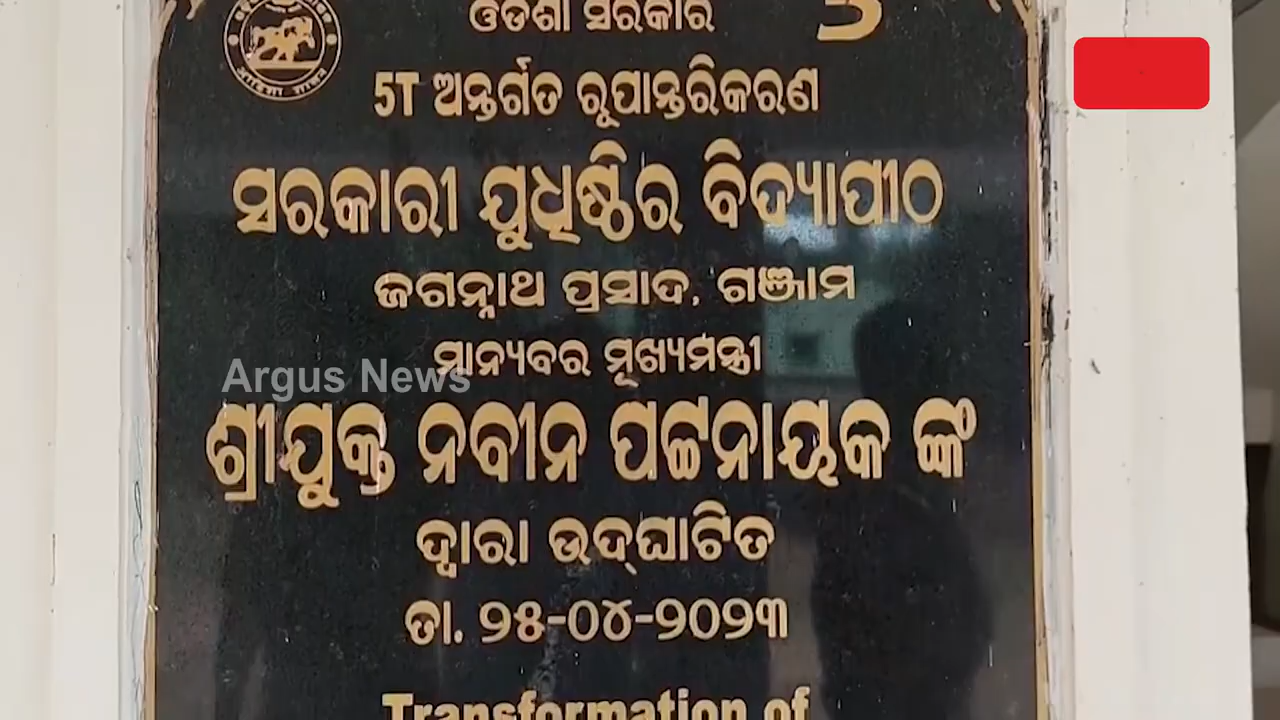 ଓଡିଶା ସରକାର
5T ଅନ୍ତର୍ଗତ ରୂପାନ୍ତରିକରଣ
ସରକାରୀ ଯୁଧିଷ୍ଠିର ବିଦ୍ୟାପୀଠ
ଜଗନ୍ନାଥ ପ୍ରସାଦ, ଗଞ୍ଜାମ
ମାନ୍ୟବର ମୂଖ୍ୟମନ୍ତ୍ରୀ
Argus News
ଶ୍ରୀଯୁକ୍ତ ନବୀନ ପଟ୍ଟନାୟକ ଙ୍କ
ଦ୍ୱାରା ଉଦ୍‌ଘାଟିତ
ତା. ୨୫-୦୪-୨୦୨୩
Transformation of